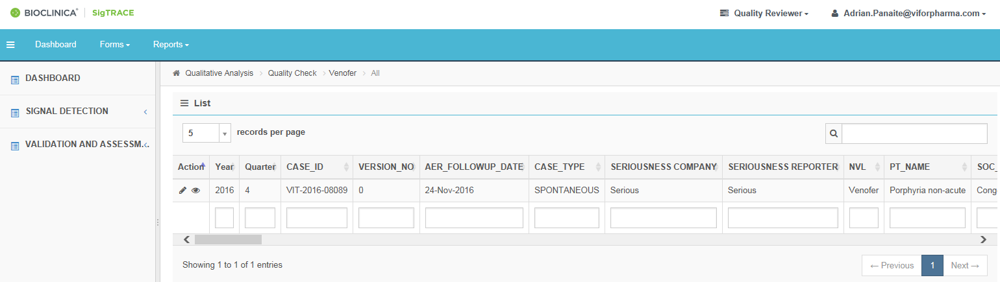 BIOCLINICA® SigTRACE Quality Reviewer Adrian.Panaite@viforpharma.com
Dashboard Forms Reports
DASHBOARD
SIGNAL DETECTION
VALIDATION AND ASSESSM...
Qualitative Analysis > Quality Check > Venofer > All
List
5 records per page
Action Year Quarter CASE_ID VERSION_NO AER_FOLLOWUP_DATE CASE_TYPE SERIOUSNESS COMPANY SERIOUSNESS REPORTER NVL PT_NAME SOC_
2016 4 VIT-2016-08089 0 24-Nov-2016 SPONTANEOUS Serious Serious Venofer Porphyria non-acute Cong
Showing 1 to 1 of 1 entries
← Previous 1 Next →